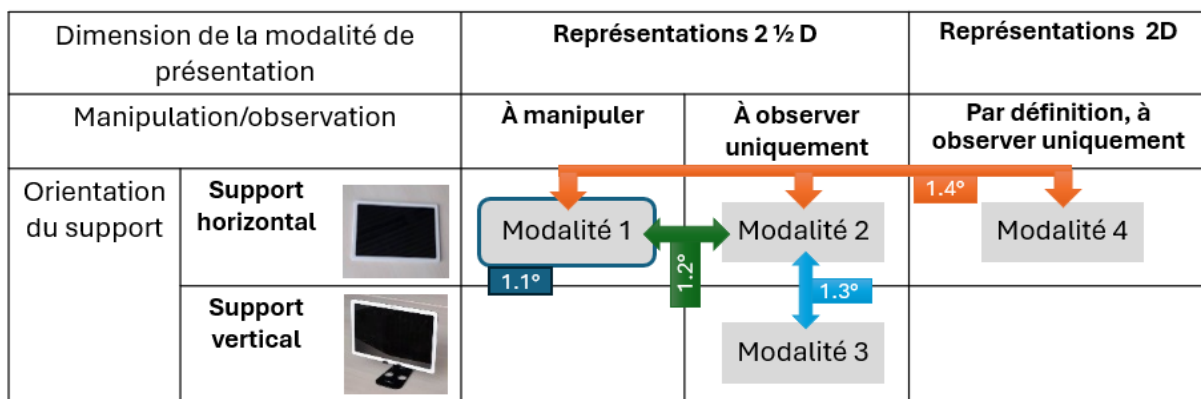 Dimension de la modalité de
présentation
Représentations 2 ½ D
Représentations 2D
Manipulation/observation
À manipuler
À observer
uniquement
Par définition, à
observer uniquement
Orientation
du support
Support
horizontal
Modalité 1
Modalité 2
1.4°
Modalité 4
1.1°
1.2°
1.3°
Support
vertical
Modalité 3